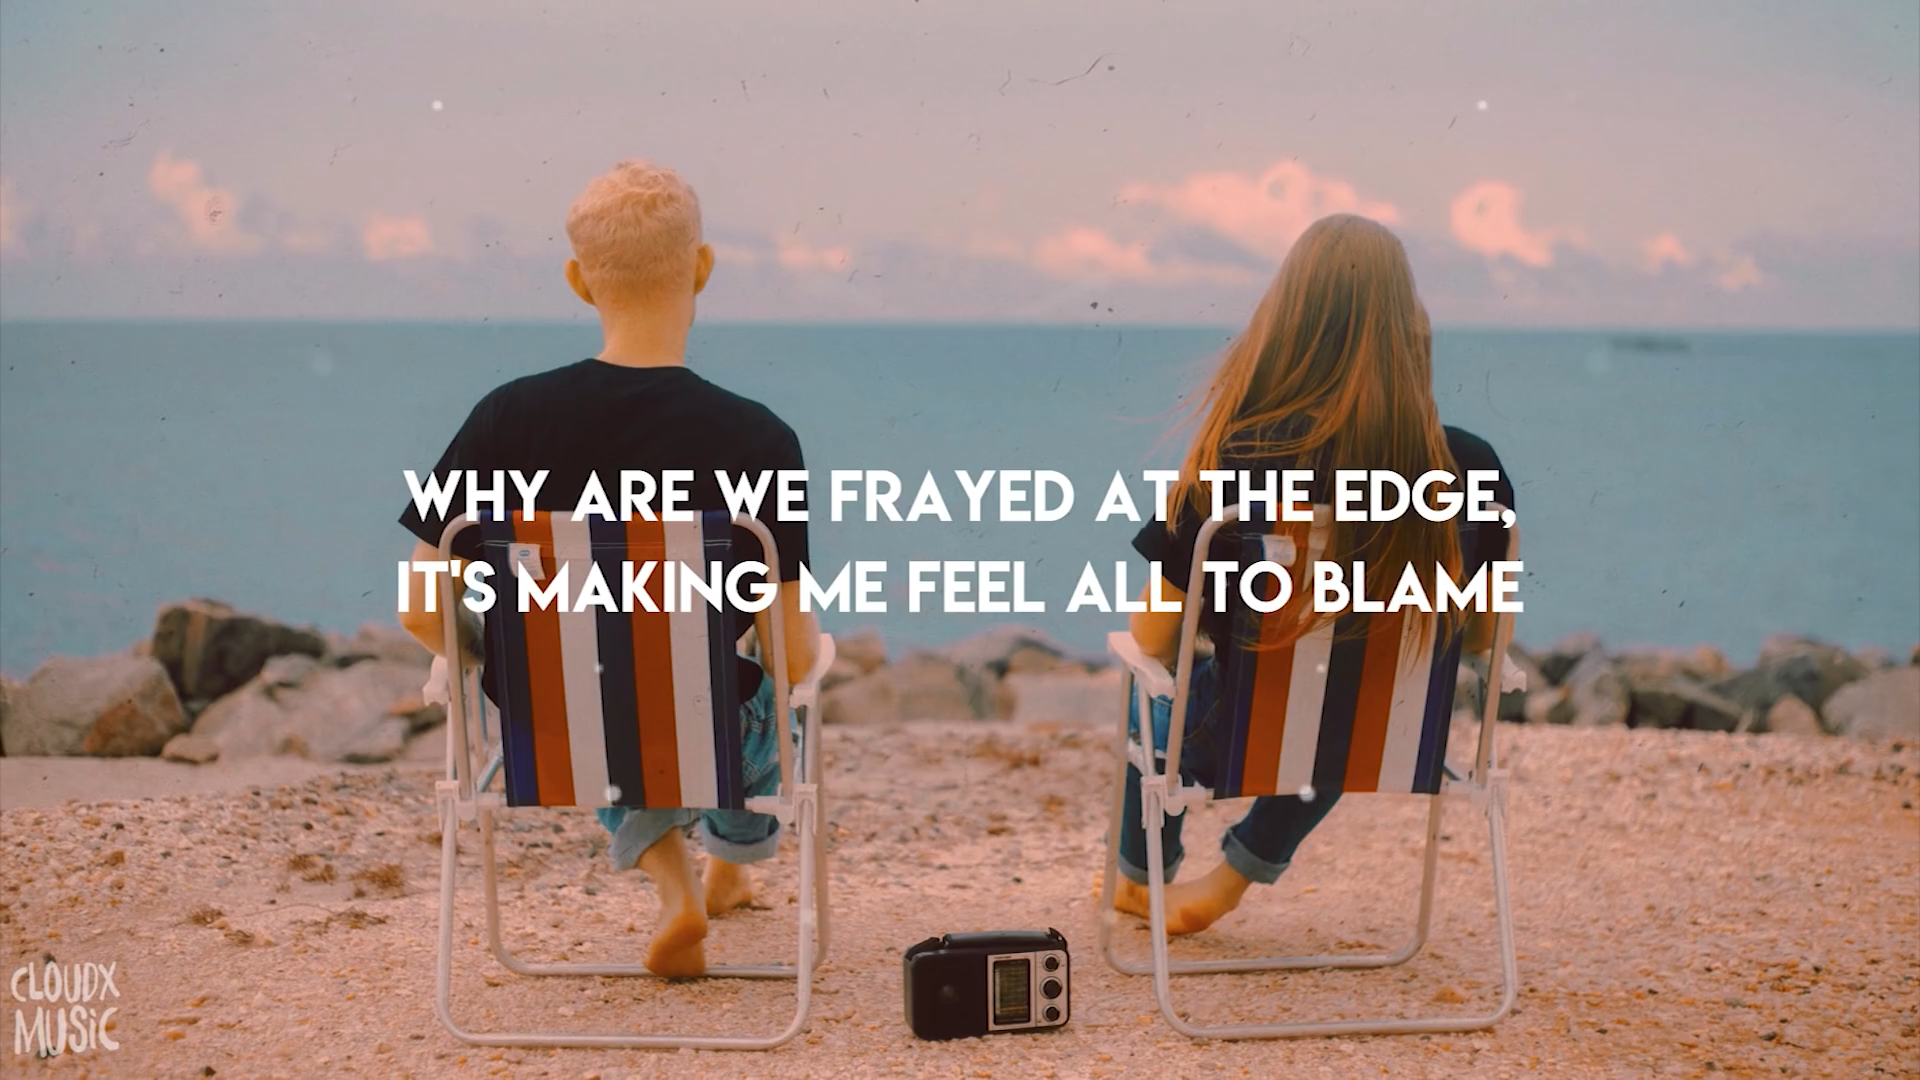 WHY ARE WE FRAYED AT THE EDGE,
IT'S MAKING ME FEEL ALL TO BLAME
CLOUDX
MUSiC